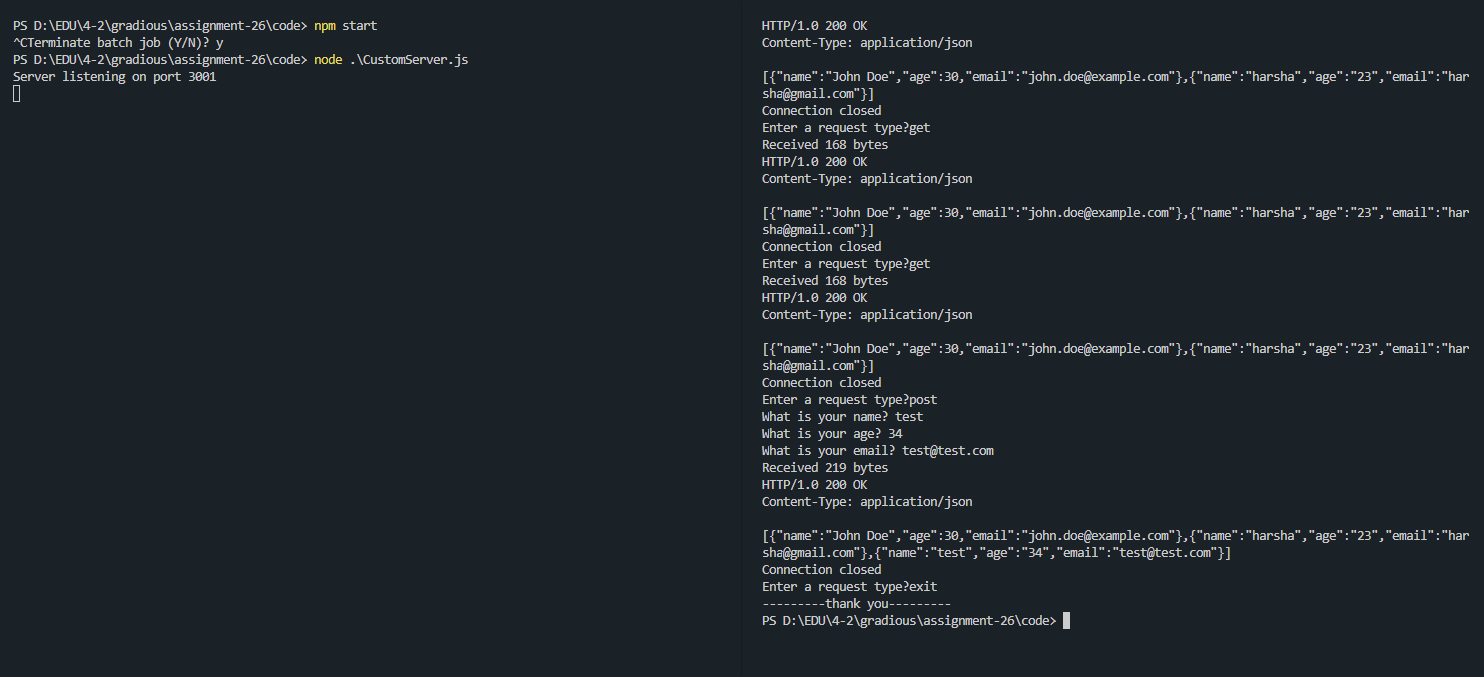 PS D:\EDU\4-2\gradious\assignment-26\code> npm start
^CTerminate batch job (Y/N)? y
PS D:\EDU\4-2\gradious\assignment-26\code> node .\CustomServer.js
Server listening on port 3001
HTTP/1.0 200 OK
Content-Type: application/json
[{"name":"John Doe","age":30,"email":"john.doe@example.com"},{"name":"harsha","age":"23","email":"har
sha@gmail.com"}]
Connection closed
Enter a request type?get
Received 168 bytes
HTTP/1.0 200 OK
Content-Type: application/json
[{"name":"John Doe","age":30,"email":"john.doe@example.com"},{"name":"harsha","age":"23","email":"har
sha@gmail.com"}]
Connection closed
Enter a request type?get
Received 168 bytes
HTTP/1.0 200 OK
Content-Type: application/json
[{"name":"John Doe","age":30,"email":"john.doe@example.com"},{"name":"harsha","age":"23","email":"har
sha@gmail.com"}]
Connection closed
Enter a request type?post
What is your name? test
What is your age? 34
What is your email? test@test.com
Received 219 bytes
HTTP/1.0 200 OK
Content-Type: application/json
[{"name":"John Doe","age":30,"email":"john.doe@example.com"},{"name":"harsha","age":"23","email":"har
sha@gmail.com"},{"name":"test","age":"34","email":"test@test.com"}]
Connection closed
Enter a request type?exit
---------thank you---------
PS D:\EDU\4-2\gradious\assignment-26\code>